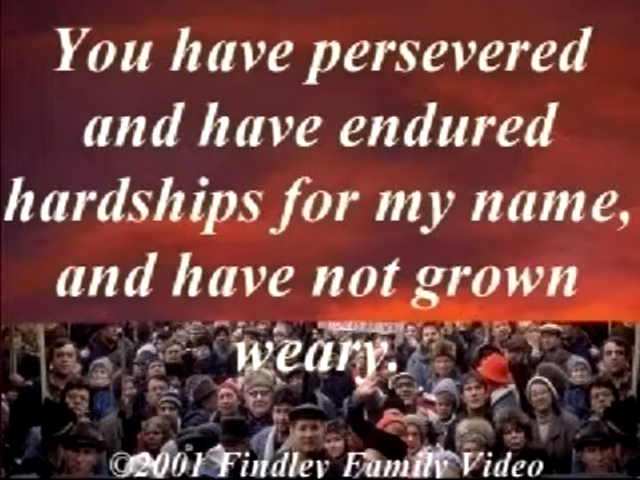 You have persevered
and have endured
hardships for my name,
and have not grown
weary.
©2001 Findley Family Video